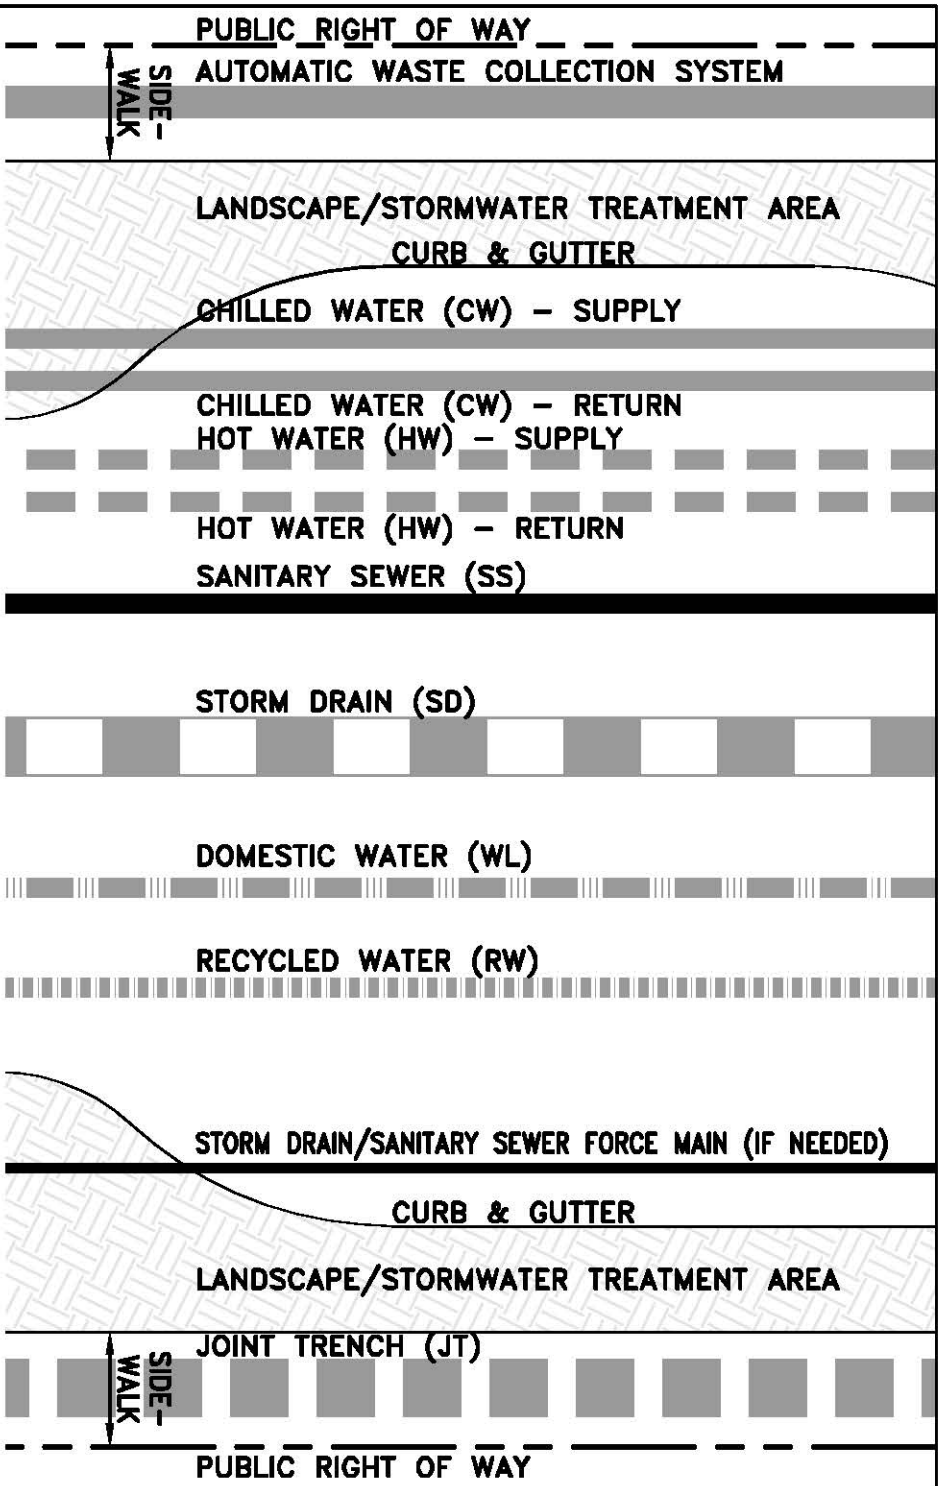 PUBLIC RIGHT OF WAY
AUTOMATIC WASTE COLLECTION SYSTEM
SIDE-
WALK
LANDSCAPE/STORMWATER TREATMENT AREA
CURB & GUTTER
CHILLED WATER (CW) – SUPPLY
CHILLED WATER (CW) – RETURN
HOT WATER (HW) – SUPPLY
HOT WATER (HW) – RETURN
SANITARY SEWER (SS)
STORM DRAIN (SD)
DOMESTIC WATER (WL)
RECYCLED WATER (RW)
STORM DRAIN/SANITARY SEWER FORCE MAIN (IF NEEDED)
CURB & GUTTER
LANDSCAPE/STORMWATER TREATMENT AREA
JOINT TRENCH (JT)
SIDE-
WALK
PUBLIC RIGHT OF WAY